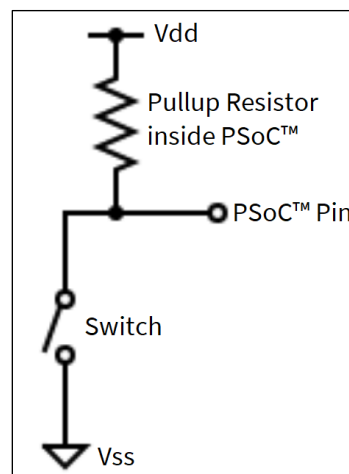 Vdd
Pullup Resistor
inside PSoC™
PSoC™ Pin
Switch
Vss